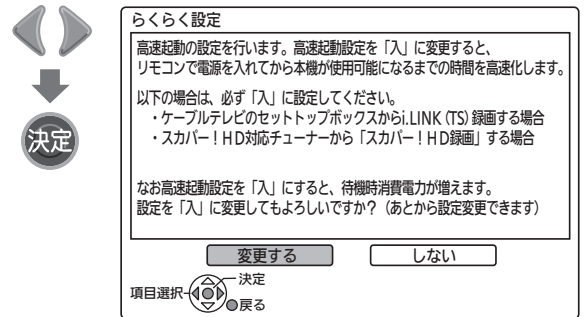 決定
らくらく設定
高速起動の設定を行います。高速起動設定を「入」に変更すると、
リモコンで電源を入れてから本機が使用可能になるまでの時間を高速化します。
以下の場合は、必ず「入」に設定してください。
・ケーブルテレビのセットトップボックスからi.LINK (TS) 録画する場合
・スカパー！HD対応チューナーから「スカパー！HD録画」する場合
なお高速起動設定を「入」にすると、待機時消費電力が増えます。
設定を「入」に変更してもよろしいですか？（あとから設定変更できます）
変更する しない
決定
項目選択
戻る